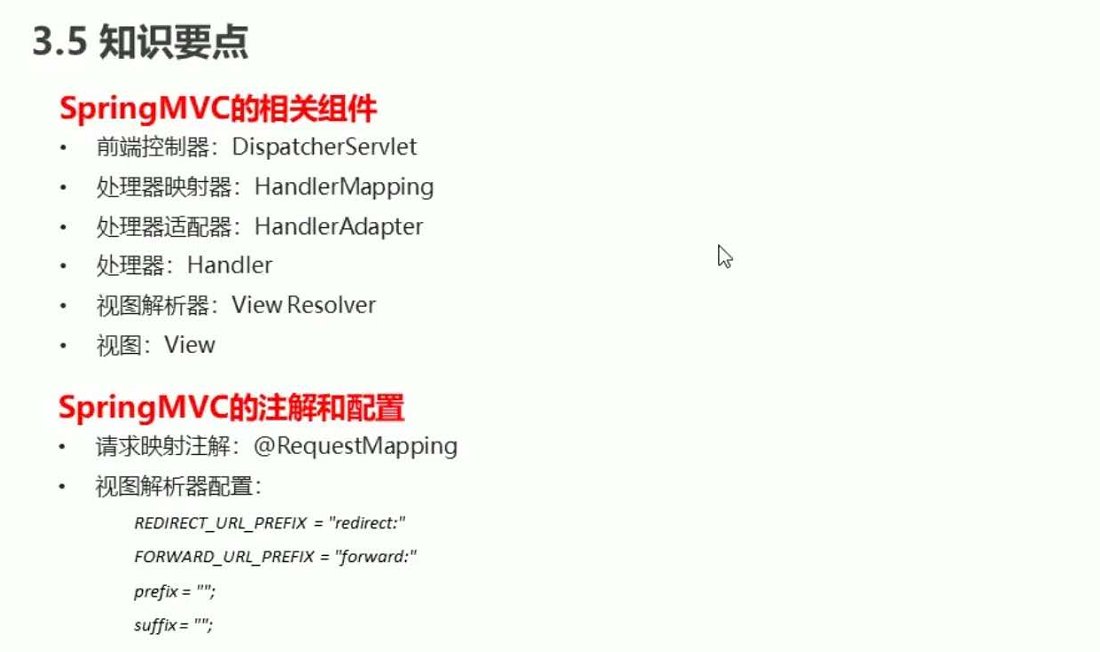 3.5 知识要点
SpringMVC的相关组件
• 前端控制器：DispatcherServlet
• 处理器映射器：HandlerMapping
• 处理器适配器：HandlerAdapter
• 处理器：Handler
• 视图解析器：View Resolver
• 视图：View
SpringMVC的注解和配置
• 请求映射注解：@RequestMapping
• 视图解析器配置：
REDIRECT_URL_PREFIX = "redirect:"
FORWARD_URL_PREFIX = "forward:"
prefix = "";
suffix = "";